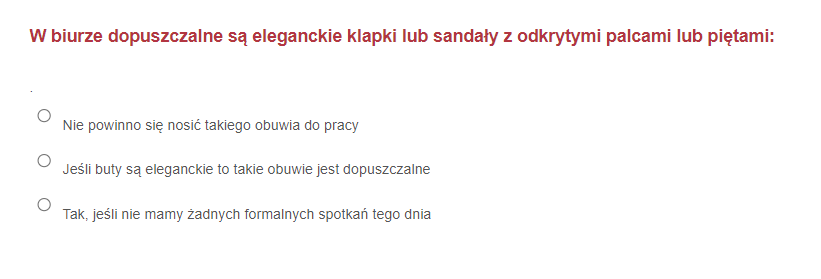 W biurze dopuszczalne są eleganckie klapki lub sandały z odkrytymi palcami lub piętami:
.
Nie powinno się nosić takiego obuwia do pracy
Jeśli buty są eleganckie to takie obuwie jest dopuszczalne
Tak, jeśli nie mamy żadnych formalnych spotkań tego dnia